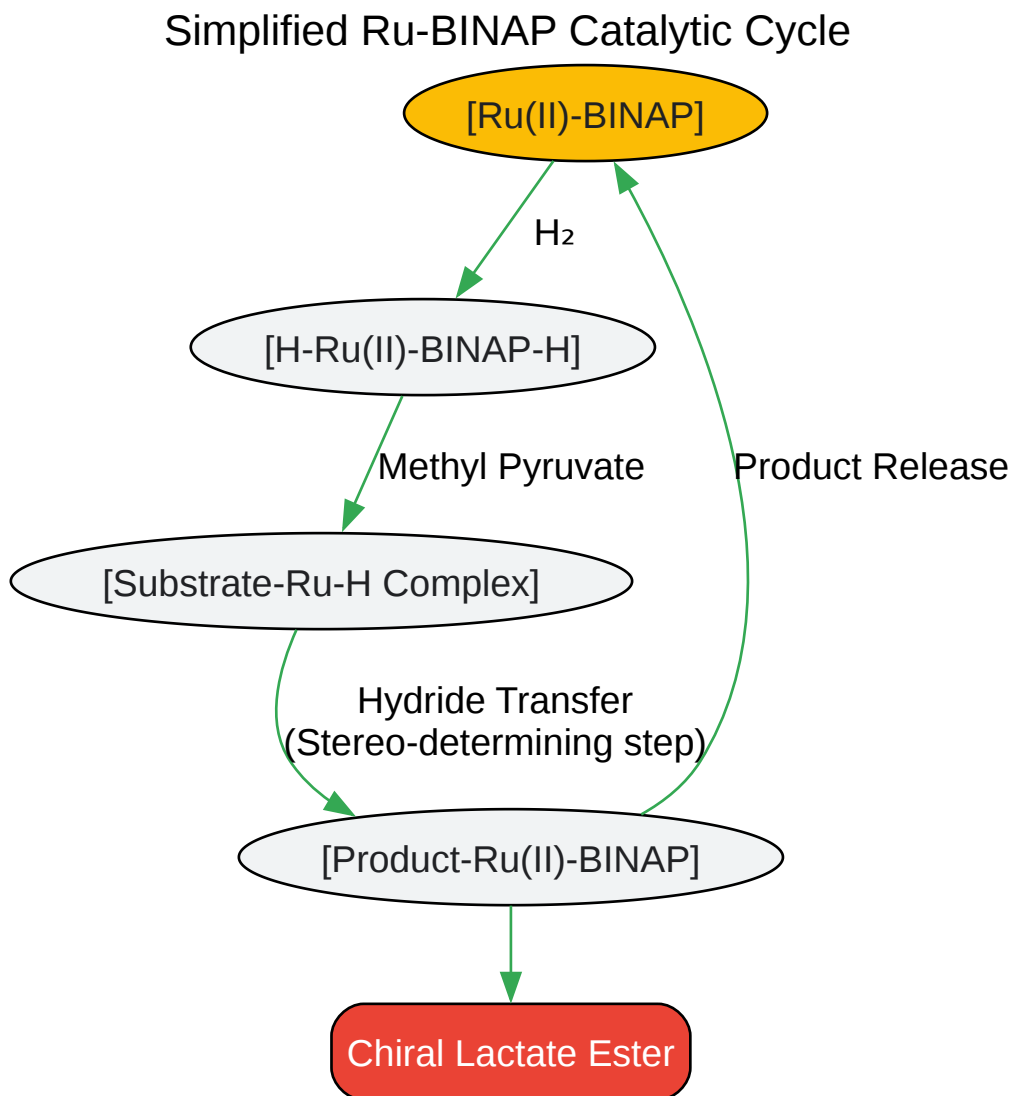 Simplified Ru-BINAP Catalytic Cycle
[Ru(II)-BINAP]
H₂
[H-Ru(II)-BINAP-H]
Methyl Pyruvate
Product Release
[Substrate-Ru-H Complex]
Hydride Transfer
(Stereo-determining step)
[Product-Ru(II)-BINAP]
Chiral Lactate Ester